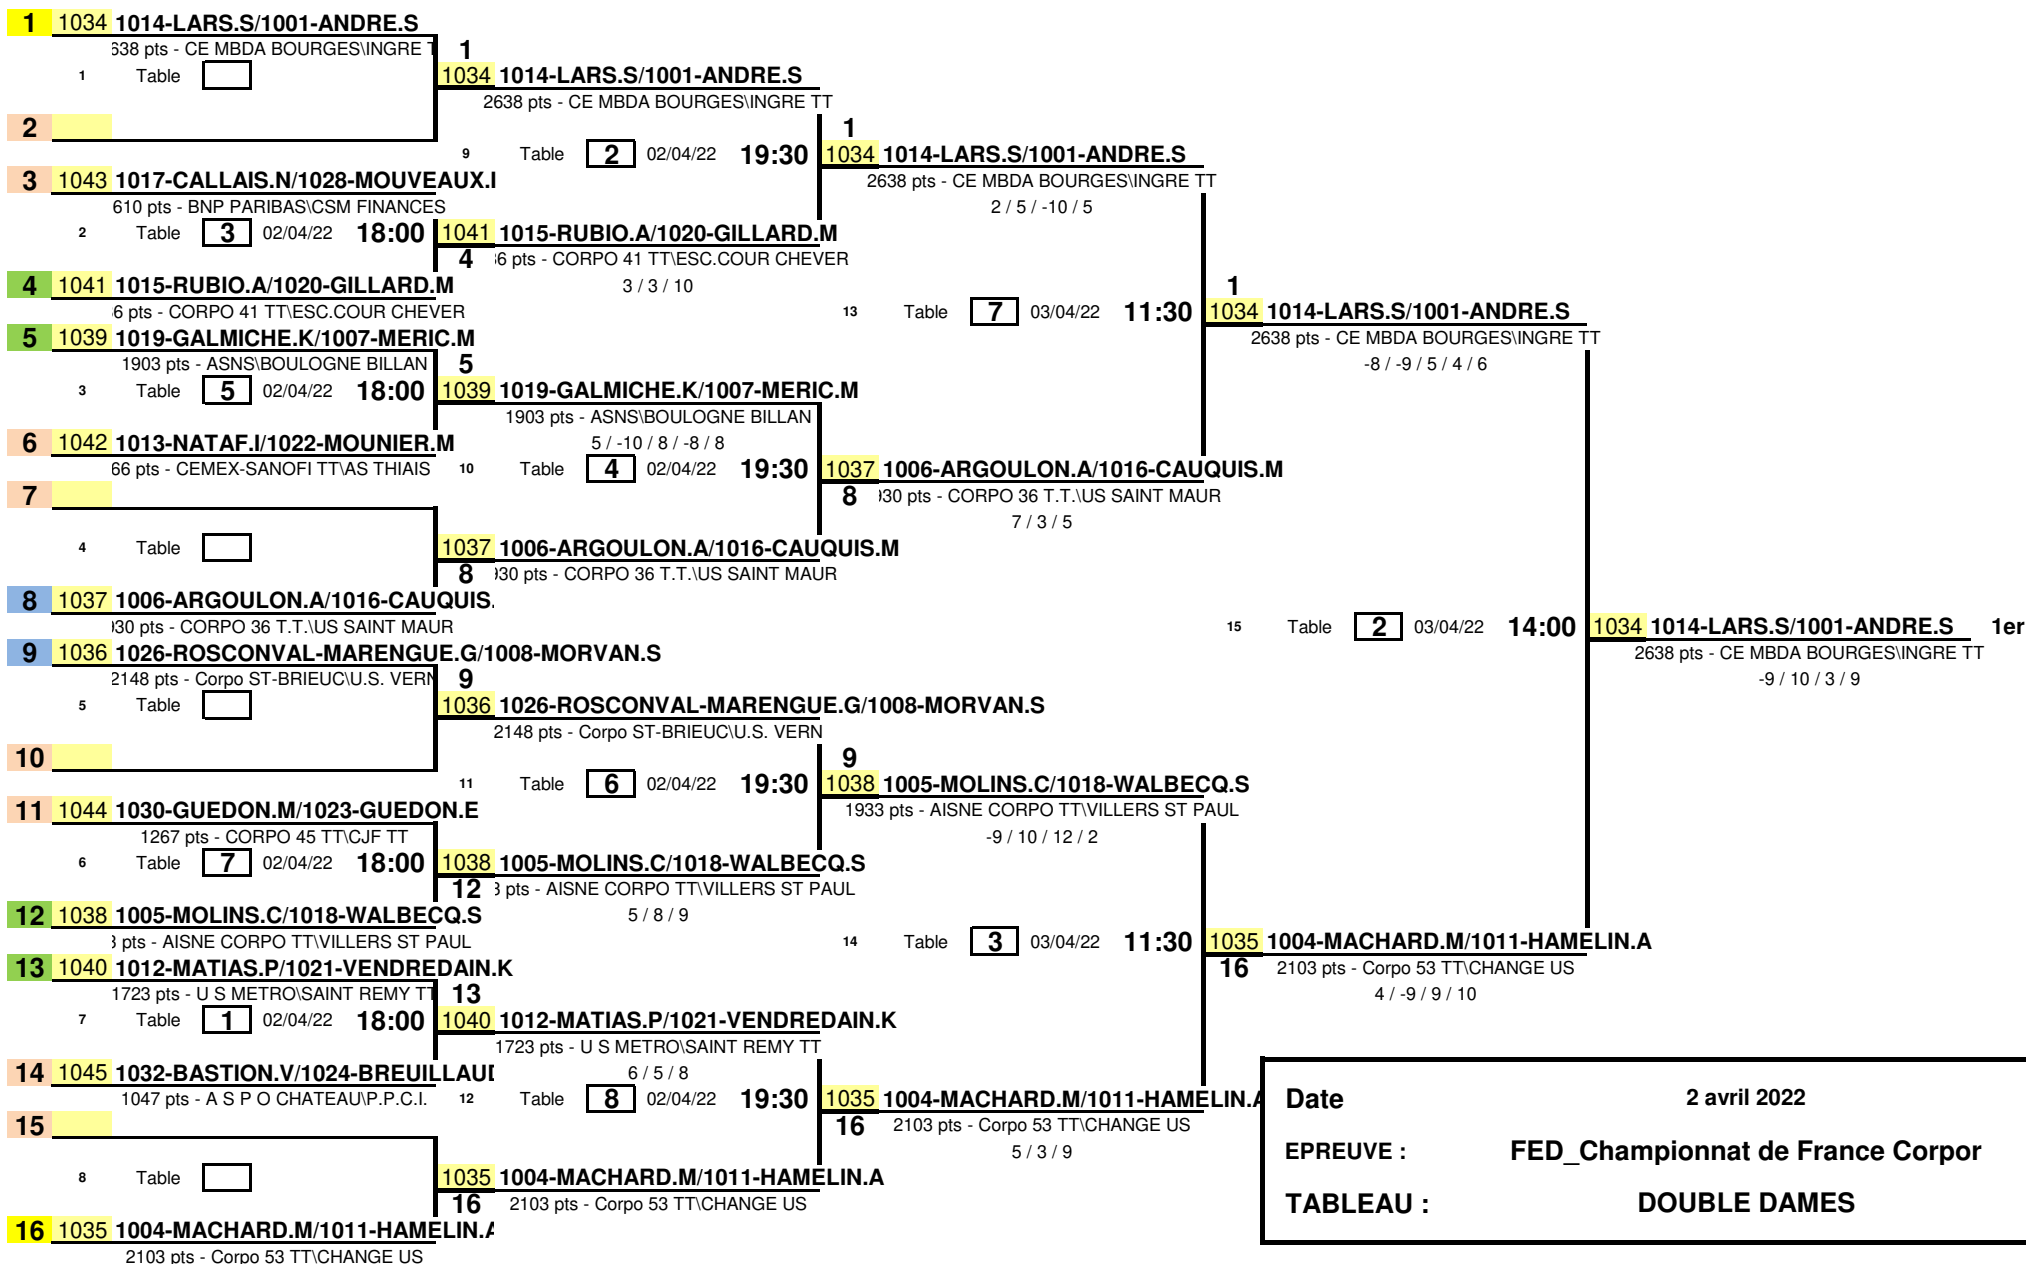 1 1034 1014-LARS.S/1001-ANDRE.S
638 pts - CE MBDA BOURGES\INGRE T
1
1 Table
1034 1014-LARS.S/1001-ANDRE.S
2638 pts - CE MBDA BOURGES\INGRE TT
2
1
9 Table 2 02/04/22 19:30
1034 1014-LARS.S/1001-ANDRE.S
2638 pts - CE MBDA BOURGES\INGRE TT
2 / 5 / -10 / 5
3 1043 1017-CALLAIS.N/1028-MOUVEAUX.
610 pts - BNP PARIBAS\CSM FINANCES
2 Table 3 02/04/22 18:00
1041 1015-RUBIO.A/1020-GILLARD.M
4
6 pts - CORPO 41 TT\ESC.COUR CHEVER
3 / 3 / 10
4 1041 1015-RUBIO.A/1020-GILLARD.M
6 pts - CORPO 41 TT\ESC.COUR CHEVER
1
13 Table 7 03/04/22 11:30
1034 1014-LARS.S/1001-ANDRE.S
2638 pts - CE MBDA BOURGES\INGRE TT
-8 / -9 / 5 / 4 / 6
5 1039 1019-GALMICHE.K/1007-MERIC.M
1903 pts - ASNS\BOULOGNE BILLAN
5
3 Table 5 02/04/22 18:00
1039 1019-GALMICHE.K/1007-MERIC.M
1903 pts - ASNS\BOULOGNE BILLAN
5 / -10 / 8 / -8 / 8
6 1042 1013-NATAF.I/1022-MOUNIER.M
66 pts - CEMEX-SANOFI TT\AS THIAIS
10 Table 4 02/04/22 19:30
1037 1006-ARGOULON.A/1016-CAUQUIS.M
8
930 pts - CORPO 36 T.T.\US SAINT MAUR
7 / 3 / 5
7
4 Table
1037 1006-ARGOULON.A/1016-CAUQUIS.M
8
930 pts - CORPO 36 T.T.\US SAINT MAUR
8 1037 1006-ARGOULON.A/1016-CAUQUIS.
930 pts - CORPO 36 T.T.\US SAINT MAUR
15 Table 2 03/04/22 14:00
1034 1014-LARS.S/1001-ANDRE.S 1er
2638 pts - CE MBDA BOURGES\INGRE TT
-9 / 10 / 3 / 9
9 1036 1026-ROSCONVAL-MARENGUE.G/1008-MORVAN.S
2148 pts - Corpo ST-BRIEUC\U.S. VERN
9
5 Table
1036 1026-ROSCONVAL-MARENGUE.G/1008-MORVAN.S
2148 pts - Corpo ST-BRIEUC\U.S. VERN
10
9
11 Table 6 02/04/22 19:30
1038 1005-MOLINS.C/1018-WALBECQ.S
1933 pts - AISNE CORPO TT\VILLERS ST PAUL
-9 / 10 / 12 / 2
11 1044 1030-GUEDON.M/1023-GUEDON.E
1267 pts - CORPO 45 TT\CJF TT
6 Table 7 02/04/22 18:00
1038 1005-MOLINS.C/1018-WALBECQ.S
12
3 pts - AISNE CORPO TT\VILLERS ST PAUL
5 / 8 / 9
12 1038 1005-MOLINS.C/1018-WALBECQ.S
3 pts - AISNE CORPO TT\VILLERS ST PAUL
14 Table 3 03/04/22 11:30
1035 1004-MACHARD.M/1011-HAMELIN.A
16
2103 pts - Corpo 53 TT\CHANGE US
4 / -9 / 9 / 10
13 1040 1012-MATIAS.P/1021-VENDREDAIN.K
1723 pts - U S METRO\SAINT REMY TT
13
7 Table 1 02/04/22 18:00
1040 1012-MATIAS.P/1021-VENDREDAIN.K
1723 pts - U S METRO\SAINT REMY TT
6 / 5 / 8
14 1045 1032-BASTION.V/1024-BREUILLAUD
1047 pts - A S P O CHATEAU\P.P.C.I.
12 Table 8 02/04/22 19:30
1035 1004-MACHARD.M/1011-HAMELIN.A
16
2103 pts - Corpo 53 TT\CHANGE US
5 / 3 / 9
15
8 Table
1035 1004-MACHARD.M/1011-HAMELIN.A
16
2103 pts - Corpo 53 TT\CHANGE US
16 1035 1004-MACHARD.M/1011-HAMELIN.A
2103 pts - Corpo 53 TT\CHANGE US
Date 2 avril 2022
EPREUVE : FED_Championnat de France Corpor
TABLEAU : DOUBLE DAMES